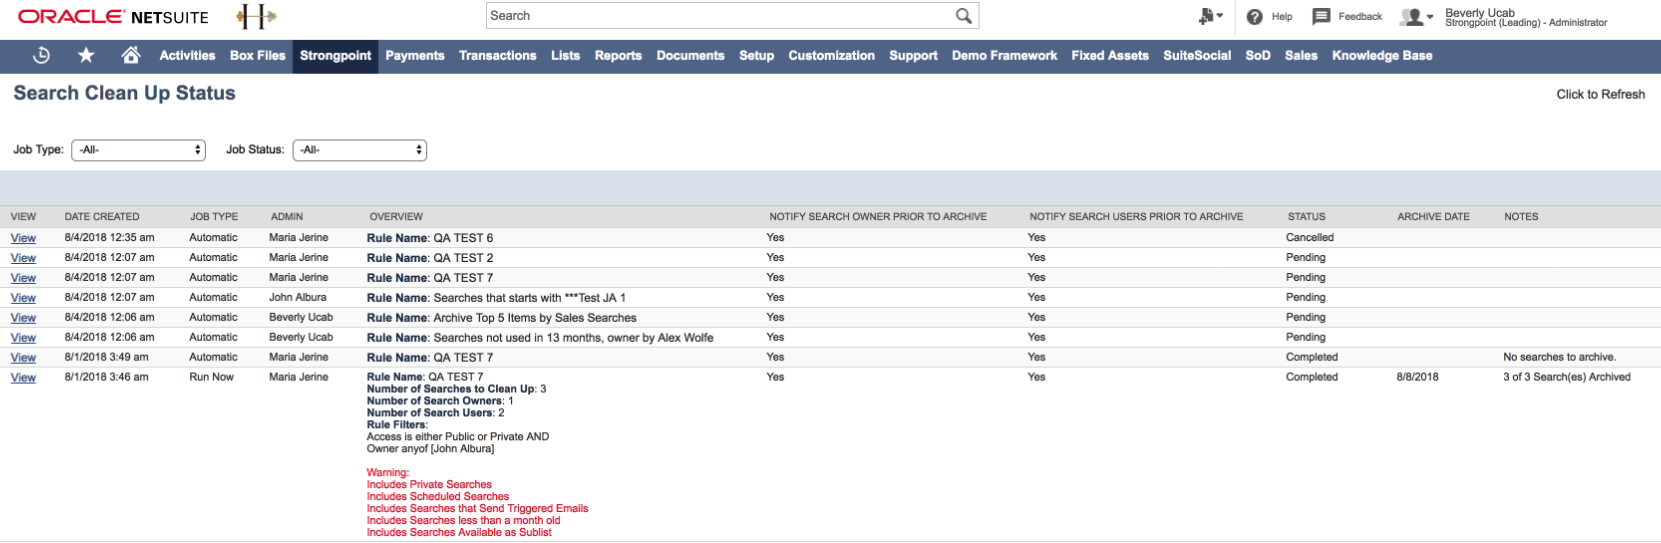 ORACLE NETSUITE H Search Help Feedback Beverly Ucab
Strongpoint (Leading) - Administrator
Activities Box Files Strongpoint Payments Transactions Lists Reports Documents Setup Customization Support Demo Framework Fixed Assets SuiteSocial SoD Sales Knowledge Base
Search Clean Up Status Click to Refresh
Job Type: -All- Job Status: -All-
VIEW DATE CREATED JOB TYPE ADMIN OVERVIEW NOTIFY SEARCH OWNER PRIOR TO ARCHIVE NOTIFY SEARCH USERS PRIOR TO ARCHIVE STATUS ARCHIVE DATE NOTES
View 8/4/2018 12:35 am Automatic Maria Jerine Rule Name: QA TEST 6 Yes Yes Cancelled
View 8/4/2018 12:07 am Automatic Maria Jerine Rule Name: QA TEST 2 Yes Yes Pending
View 8/4/2018 12:07 am Automatic Maria Jerine Rule Name: QA TEST 7 Yes Yes Pending
View 8/4/2018 12:07 am Automatic John Albura Rule Name: Searches that starts with ***Test JA 1 Yes Yes Pending
View 8/4/2018 12:06 am Automatic Beverly Ucab Rule Name: Archive Top 5 Items by Sales Searches Yes Yes Pending
View 8/4/2018 12:06 am Automatic Beverly Ucab Rule Name: Searches not used in 13 months, owner by Alex Wolfe Yes Yes Pending
View 8/1/2018 3:49 am Automatic Maria Jerine Rule Name: QA TEST 7 Yes Yes Completed No searches to archive.
View 8/1/2018 3:46 am Run Now Maria Jerine Rule Name: QA TEST 7 Yes Yes Completed 8/8/2018 3 of 3 Search(es) Archived
Number of Searches to Clean Up: 3
Number of Search Owners: 1
Number of Search Users: 2
Rule Filters:
Access is either Public or Private AND
Owner anyof [John Albura]
Warning:
Includes Private Searches
Includes Scheduled Searches
Includes Searches that Send Triggered Emails
Includes Searches less than a month old
Includes Searches Available as Sublist